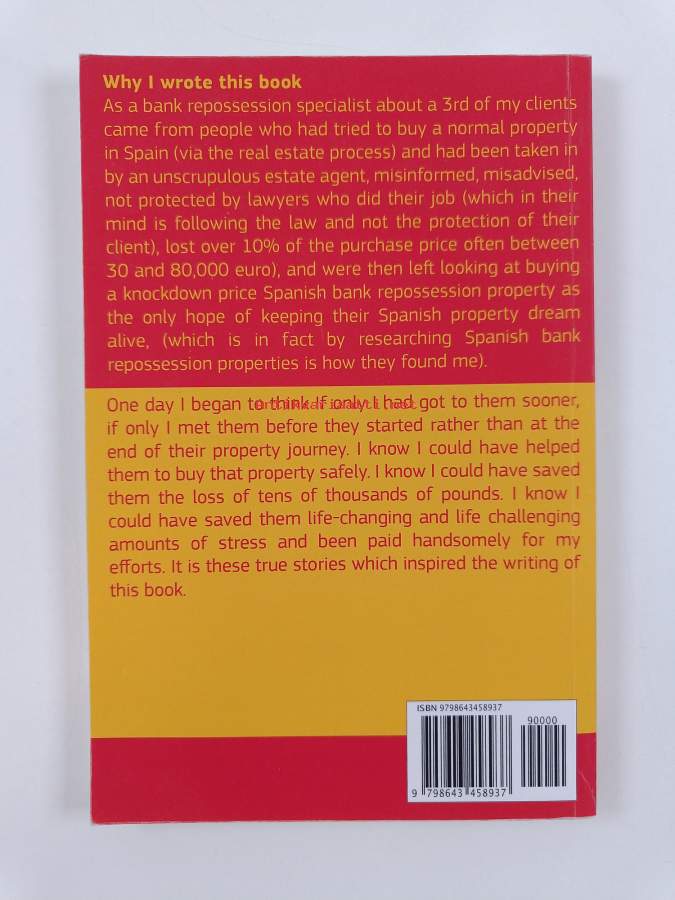 Why I wrote this book
As a bank repossession specialist about a 3rd of my clients
came from people who had tried to buy a normal property
in Spain (via the real estate process) and had been taken in
by an unscrupulous estate agent, misinformed, misadvised,
not protected by lawyers who did their job (which in their
mind is following the law and not the protection of their
client), lost over 10% of the purchase price often between
30 and 80,000 euro), and were then left looking at buying
a knockdown price Spanish bank repossession property as
the only hope of keeping their Spanish property dream
alive, (which is in fact by researching Spanish bank
repossession properties is how they found me).
One day I began to think if only I had got to them sooner,
if only I met them before they started rather than at the
end of their property journey. I know I could have helped
them to buy that property safely. I know I could have saved
them the loss of tens of thousands of pounds. I know I
could have saved them life-changing and life challenging
amounts of stress and been paid handsomely for my
efforts. It is these true stories which inspired the writing of
this book.
ISBN 9798643458937
90000
9 798643 458937